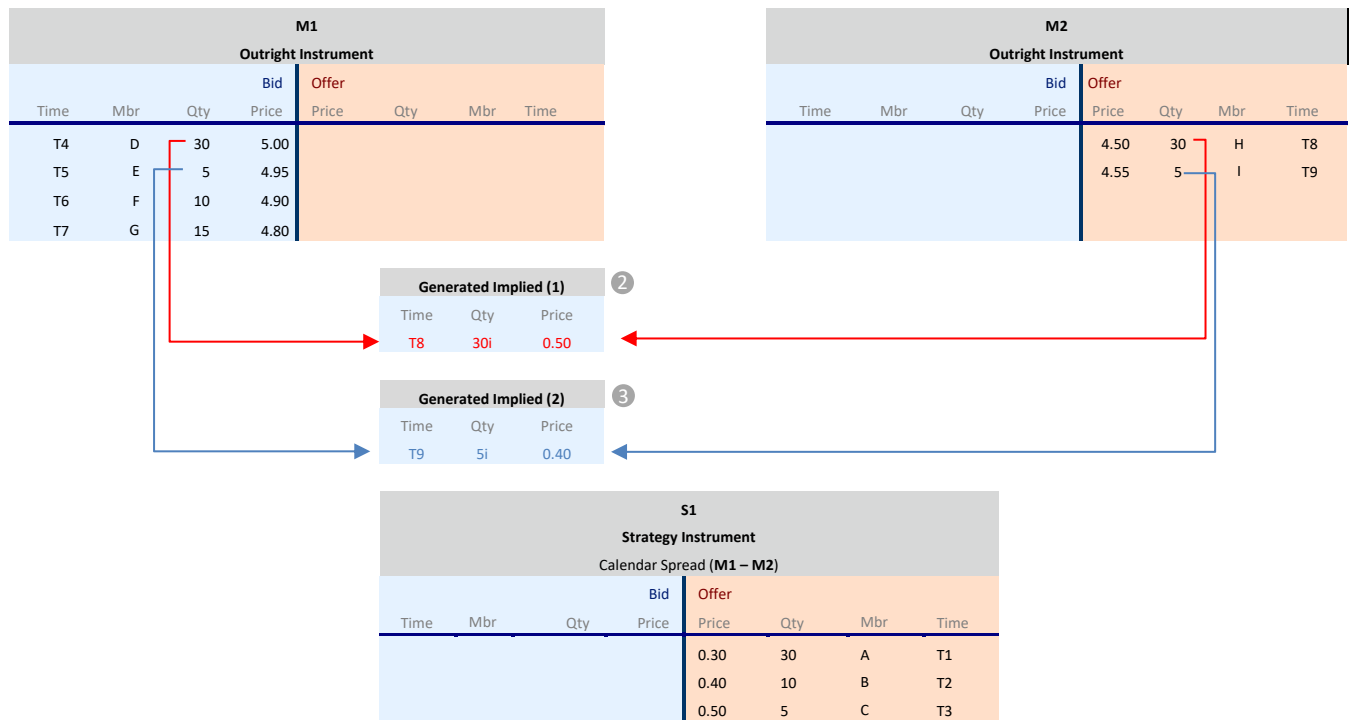 M1
Outright Instrument
Bid Offer
Time Mbr Qty Price Price Qty Mbr Time
T4 D 30 5.00
T5 E 5 4.95
T6 F 10 4.90
T7 G 15 4.80
M2
Outright Instrument
Bid Offer
Time Mbr Qty Price Price Qty Mbr Time
4.50 30 H T8
4.55 5 I T9
Generated Implied (1) 2
Time Qty Price
T8 30i 0.50
Generated Implied (2) 3
Time Qty Price
T9 5i 0.40
S1
Strategy Instrument
Calendar Spread (M1 – M2)
Bid Offer
Time Mbr Qty Price Price Qty Mbr Time
0.30 30 A T1
0.40 10 B T2
0.50 5 C T3